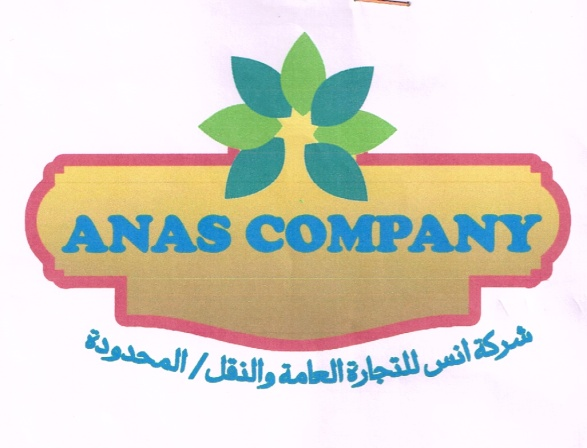 ANAS COMPANY
شركة انس للتجارة العامة والنقل / المحدودة